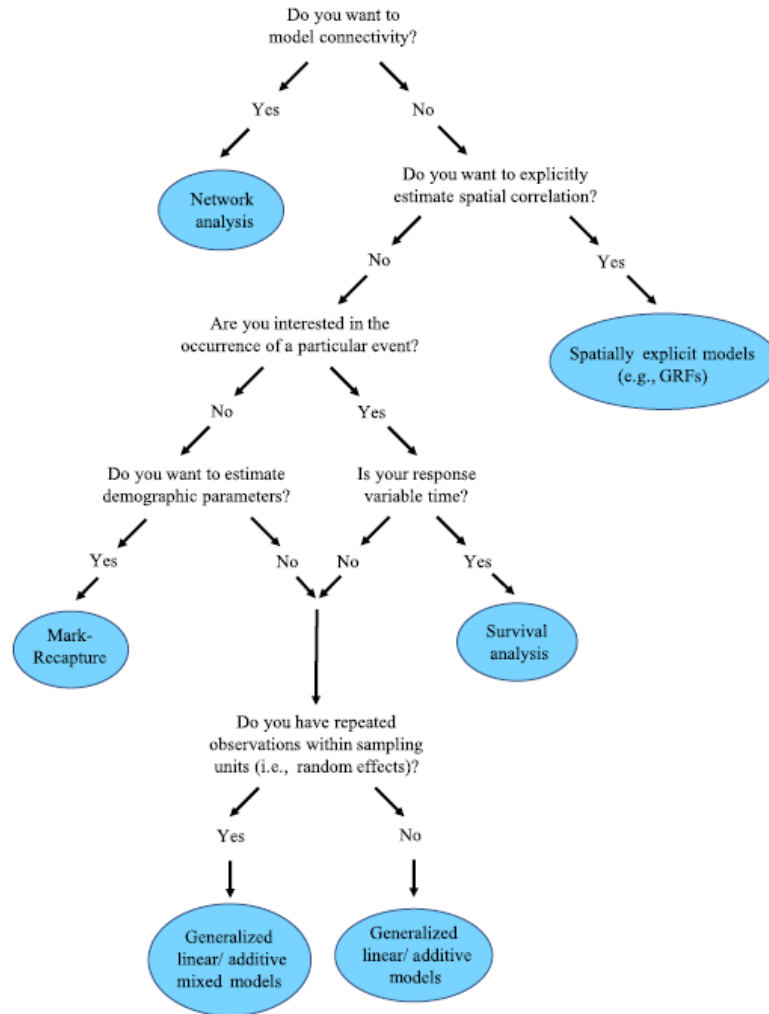 Do you want to
model connectivity?
Yes
No
Network
analysis
Do you want to explicitly
estimate spatial correlation?
No
Yes
Are you interested in the
occurrence of a particular event?
Spatially explicit models
(e.g., GRFs)
No
Yes
Do you want to estimate
demographic parameters?
Is your response
variable time?
Yes
No
No
Yes
Mark-
Recapture
Survival
analysis
Do you have repeated
observations within sampling
units (i.e., random effects)?
Yes
No
Generalized
linear/ additive
mixed models
Generalized
linear/ additive
models